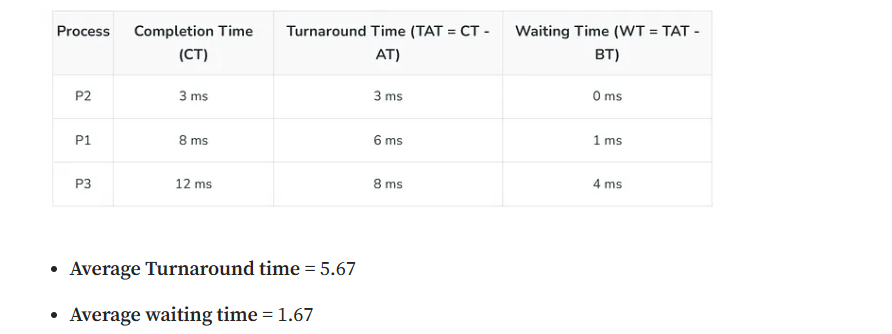 Process Completion Time (CT) Turnaround Time (TAT = CT - AT) Waiting Time (WT = TAT - BT)
P2 3 ms 3 ms 0 ms
P1 8 ms 6 ms 1 ms
P3 12 ms 8 ms 4 ms
• Average Turnaround time = 5.67
• Average waiting time = 1.67